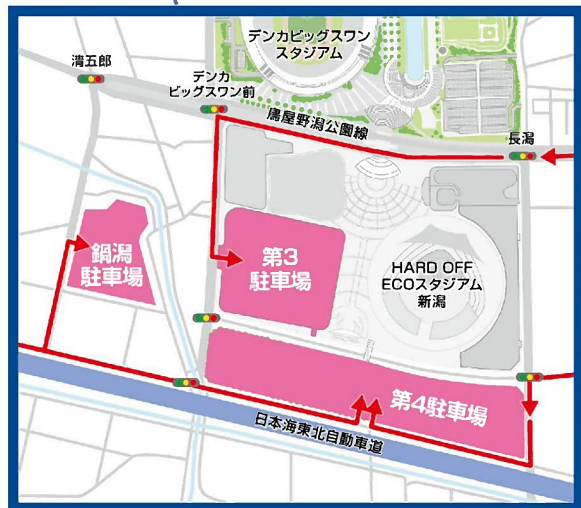 デンカビッグスワン
スタジアム
清五郎
デンカ
ビッグスワン前
鳥屋野潟公園線
長潟
鍋潟
駐車場
第3
駐車場
HARD OFF
ECOスタジアム
新潟
第4駐車場
日本海東北自動車道